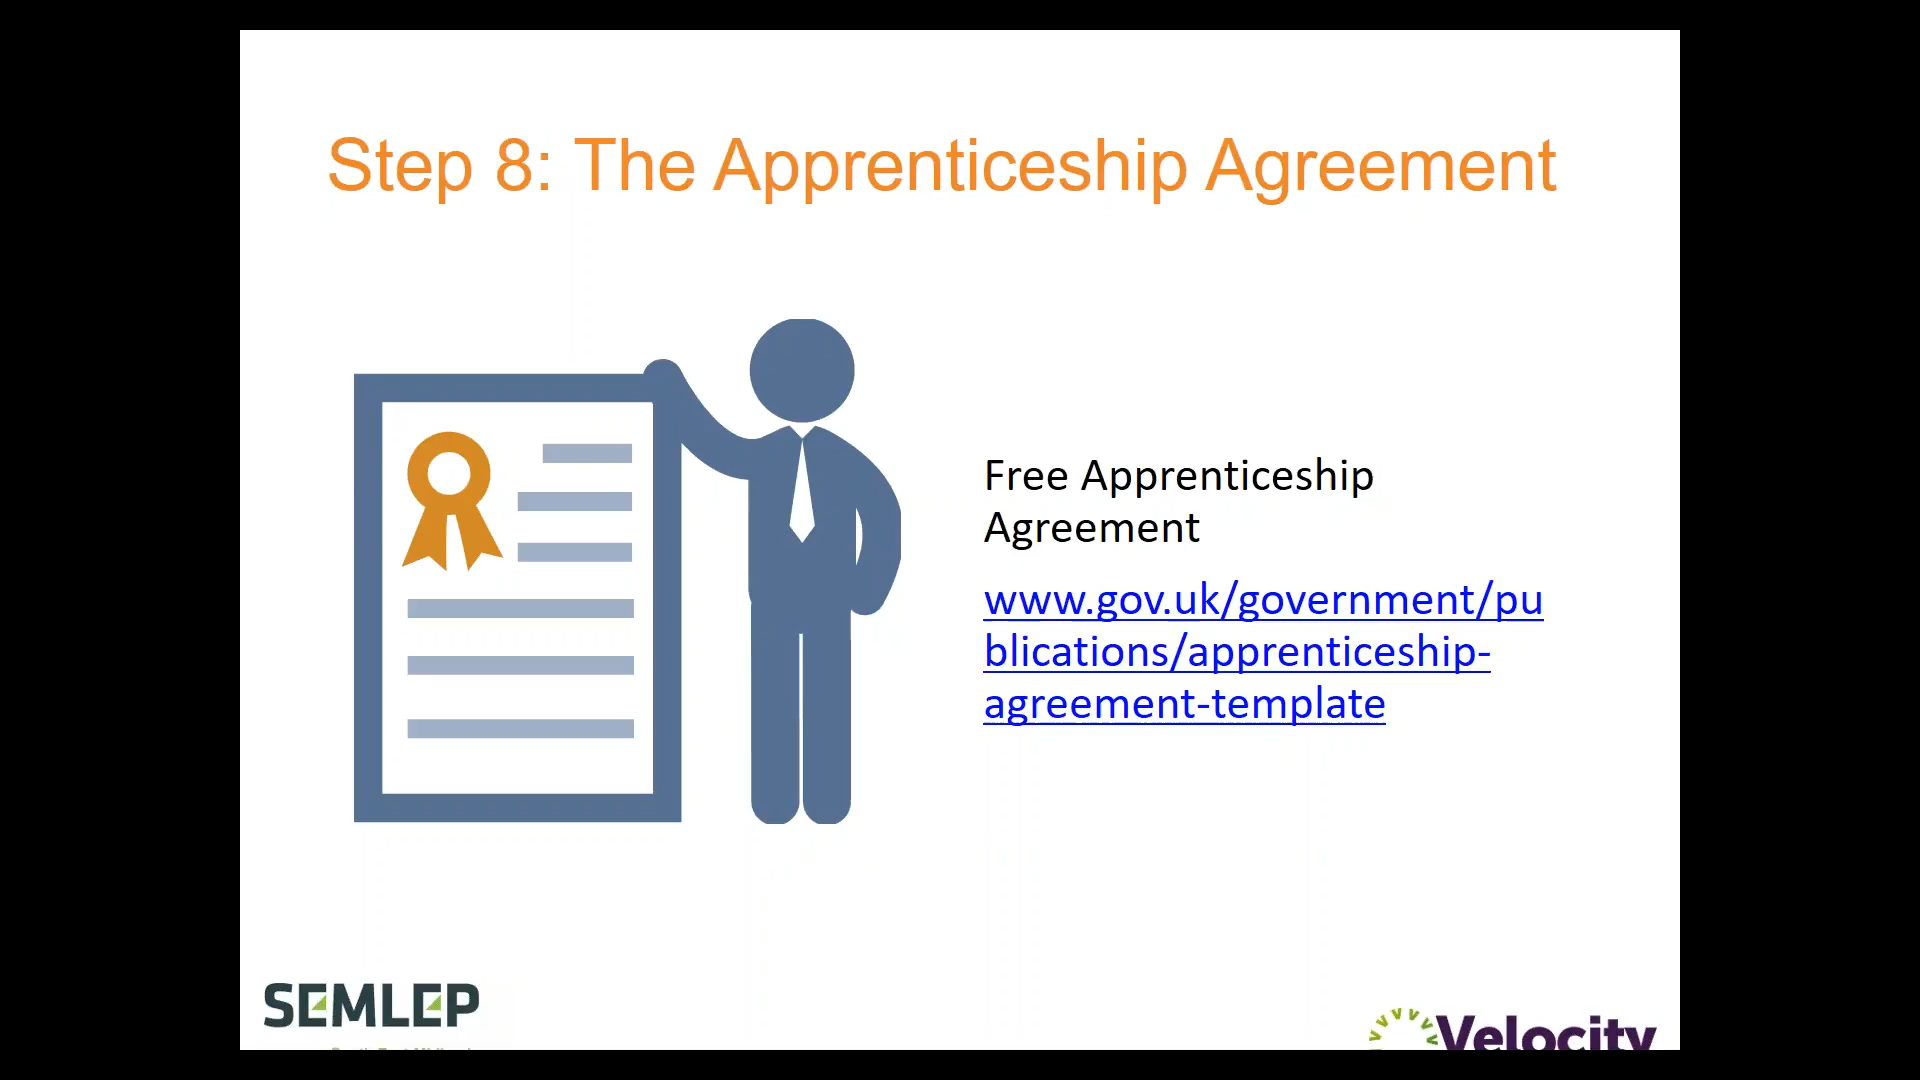 Step 8: The Apprenticeship Agreement
Free Apprenticeship
Agreement
www.gov.uk/government/pu
blications/apprenticeship-
agreement-template
SEMLEP
Velocity